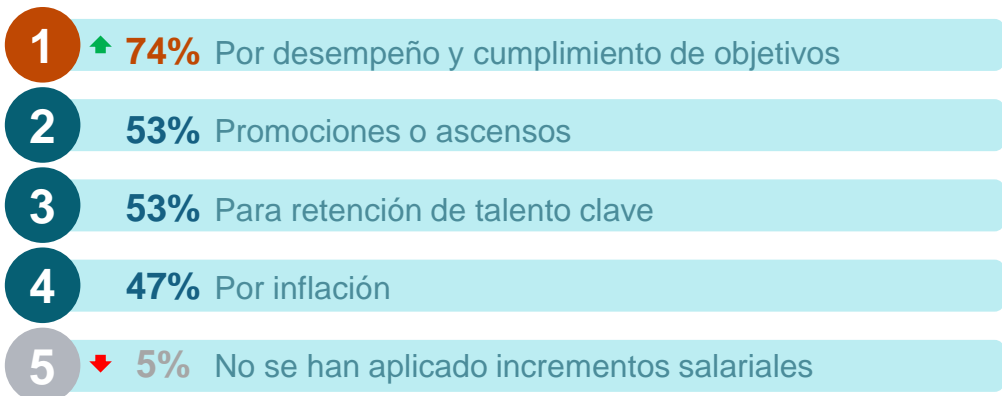 1 74% Por desempeño y cumplimiento de objetivos
2 53% Promociones o ascensos
3 53% Para retención de talento clave
4 47% Por inflación
5 5% No se han aplicado incrementos salariales